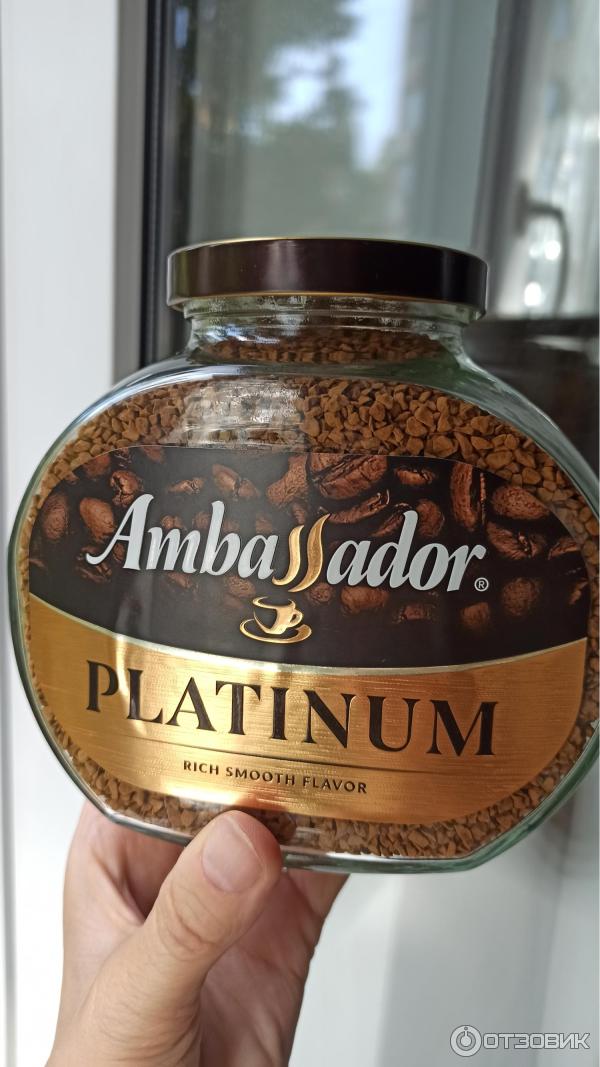 Ambassador®
PLATINUM
RICH SMOOTH FLAVOR
ОТЗОВИК